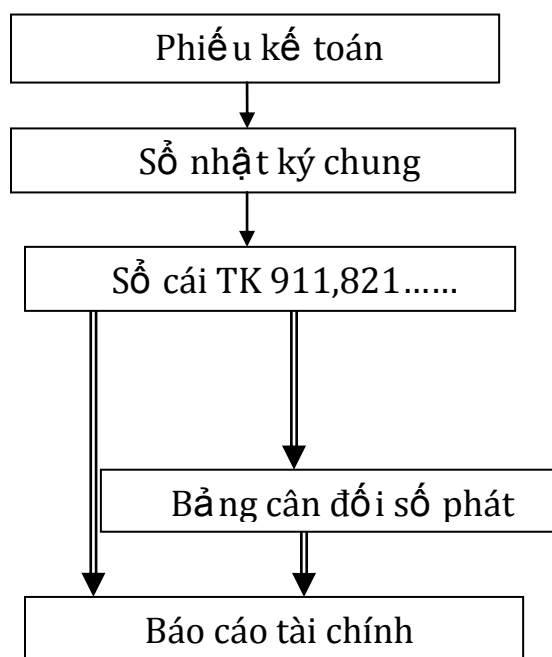 Phiếu kế toán
Sổ nhật ký chung
Sổ cái TK 911,821……
Bảng cân đối số phát
Báo cáo tài chính